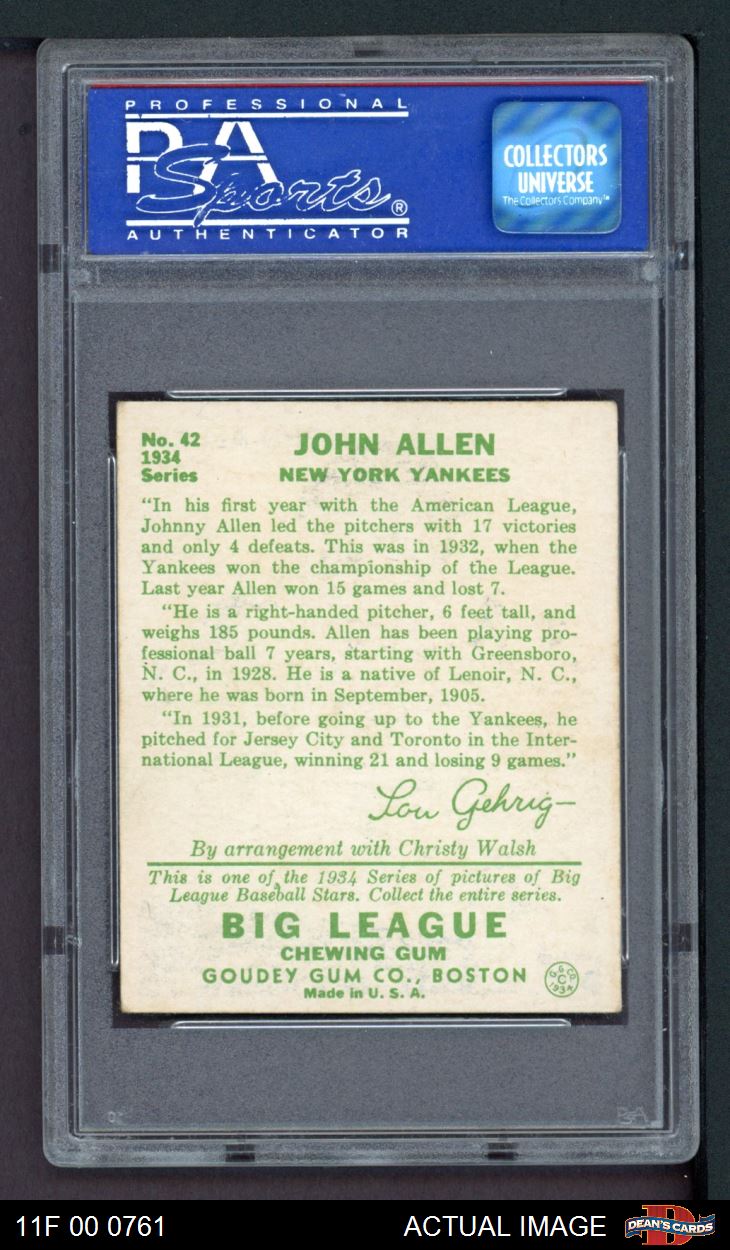 PROFESSIONAL
PSA
Sports®
AUTHENTICATOR
COLLECTORS
UNIVERSE
The Collectors Company™
No. 42
1934
Series
JOHN ALLEN
NEW YORK YANKEES
“In his first year with the American League,
Johnny Allen led the pitchers with 17 victories
and only 4 defeats. This was in 1932, when the
Yankees won the championship of the League.
Last year Allen won 15 games and lost 7.
“He is a right-handed pitcher, 6 feet tall, and
weighs 185 pounds. Allen has been playing pro-
fessional ball 7 years, starting with Greensboro,
N. C., in 1928. He is a native of Lenoir, N. C.,
where he was born in September, 1905.
“In 1931, before going up to the Yankees, he
pitched for Jersey City and Toronto in the Inter-
national League, winning 21 and losing 9 games.”
Lou Gehrig
By arrangement with Christy Walsh
This is one of the 1934 Series of pictures of Big
League Baseball Stars. Collect the entire series.
BIG LEAGUE
CHEWING GUM
GOUDEY GUM CO., BOSTON
Made in U. S. A.
G. G. CO.
C
1934
PSA
11F 00 0761
ACTUAL IMAGE
DEAN'S CARDS